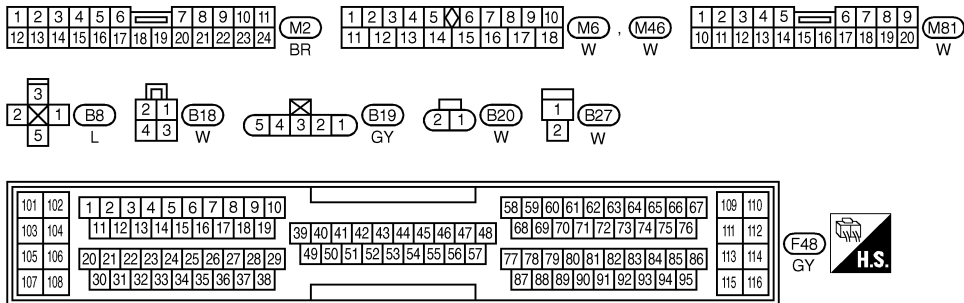 1 2 3 4 5 6 7 8 9 10 11
12 13 14 15 16 17 18 19 20 21 22 23 24
M2
BR
1 2 3 4 5 6 7 8 9 10
11 12 13 14 15 16 17 18
M6 , M46
W W
1 2 3 4 5 6 7 8 9
10 11 12 13 14 15 16 17 18 19 20
M81
W
3
2 1
5
B8
L
2 1
4 3
B18
W
5 4 3 2 1
B19
GY
2 1
B20
W
1
2
B27
W
101 102
103 104
105 106
107 108
1 2 3 4 5 6 7 8 9 10
11 12 13 14 15 16 17 18 19
20 21 22 23 24 25 26 27 28 29
30 31 32 33 34 35 36 37 38
39 40 41 42 43 44 45 46 47 48
49 50 51 52 53 54 55 56 57
58 59 60 61 62 63 64 65 66 67
68 69 70 71 72 73 74 75 76
77 78 79 80 81 82 83 84 85 86
87 88 89 90 91 92 93 94 95
109 110
111 112
113 114
115 116
F48
GY
H.S.